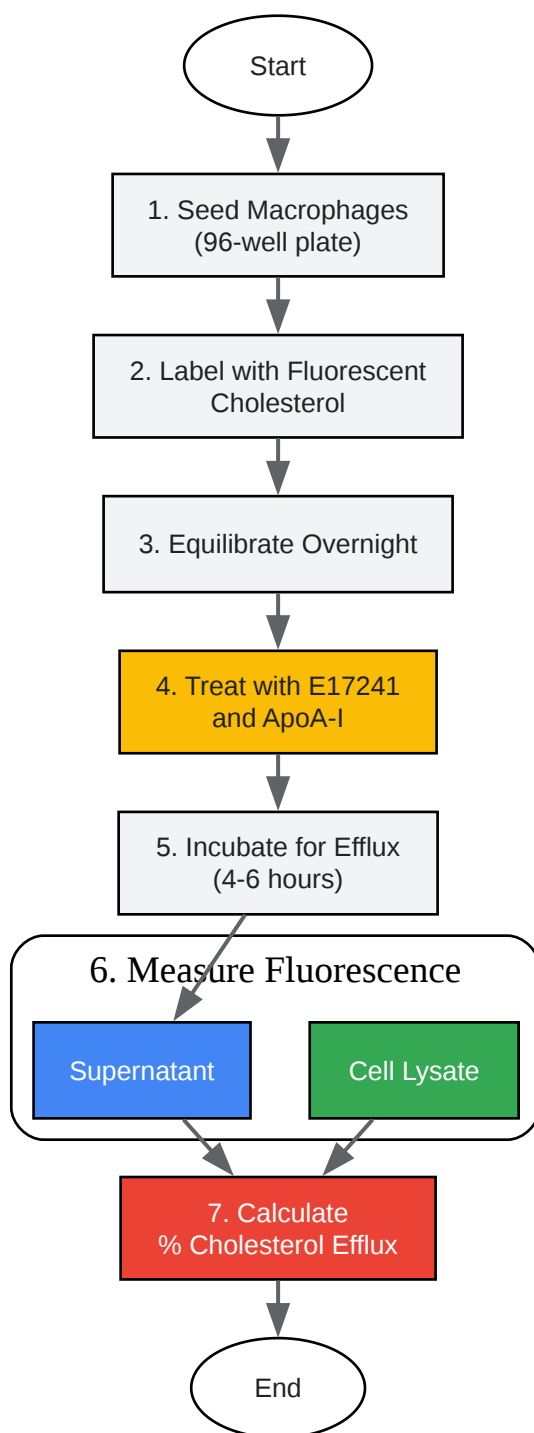 Start
1. Seed Macrophages
(96-well plate)
2. Label with Fluorescent
Cholesterol
3. Equilibrate Overnight
4. Treat with E17241
and ApoA-I
5. Incubate for Efflux
(4-6 hours)
6. Measure Fluorescence
Supernatant
Cell Lysate
7. Calculate
% Cholesterol Efflux
End